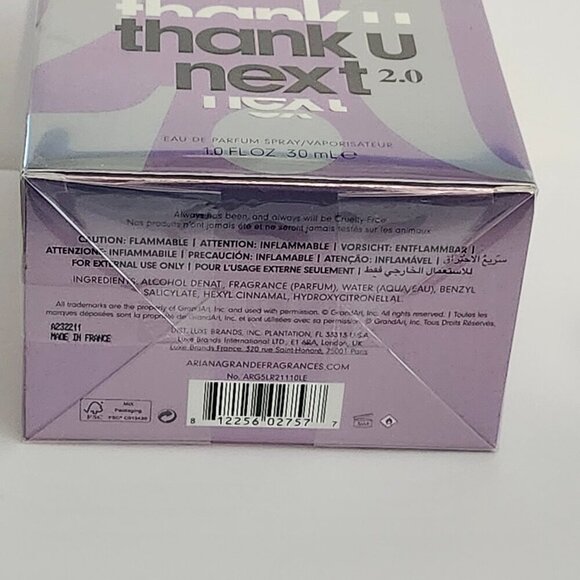 thank u
thank u
next 2.0
next
EAU DE PARFUM SPRAY/VAPORISATEUR
1.0 FL OZ 30 mL ℮
Always has been, and always will be Cruelty-Free
Nos produits n'ont jamais été et ne seront jamais testés sur les animaux
CAUTION: FLAMMABLE | ATTENTION: INFLAMMABLE | VORSICHT: ENTFLAMMBAR |
ATTENZIONE: INFIAMMABILE | PRECAUCIÓN: INFLAMABLE | ATENÇÃO: INFLAMÁVEL | سريع الاحتراق
FOR EXTERNAL USE ONLY | POUR L'USAGE EXTERNE SEULEMENT | للاستعمال الخارجي فقط
INGREDIENTS: ALCOHOL DENAT, FRAGRANCE (PARFUM), WATER (AQUA/EAU), BENZYL
SALICYLATE, HEXYL CINNAMAL, HYDROXYCITRONELLAL.
All trademarks are the property of GrandAri, Inc. and used with permission. © GrandAri, Inc. All Rights Reserved. | Toutes les
marques déposées sont la propriété de GrandAri, Inc. et sont utilisées avec permission. © GrandAri, Inc, Tous Droits Réservés.
A232211
MADE IN FRANCE
DIST. LUXE BRANDS, INC. PLANTATION, FL 33313 U.S.
Luxe Brands International LTD., E1 4RA, London, UK
Luxe Brands France. 320 rue Saint-Honoré, 75001 Paris
ARIANAGRANDEFRAGRANCES.COM
No. ARG5LR21110LE
FSC
MIX
Packaging
8 12256 02757 7